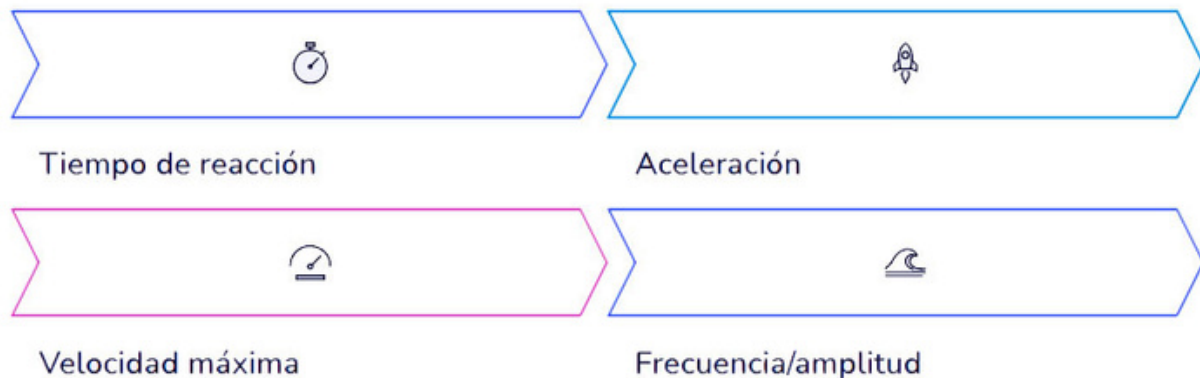 Tiempo de reacción
Aceleración
Velocidad máxima
Frecuencia/amplitud